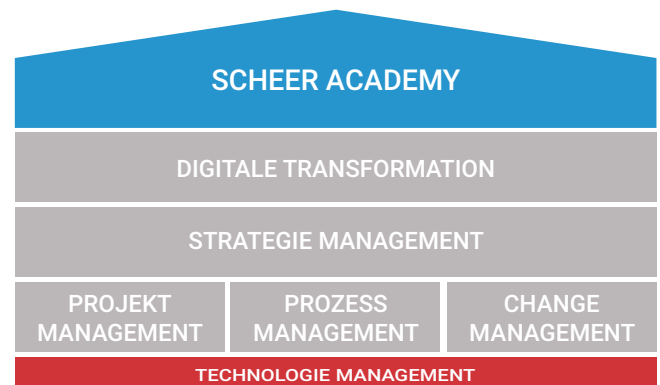 SCHEER ACADEMY
DIGITALE TRANSFORMATION
STRATEGIE MANAGEMENT
PROJEKT
MANAGEMENT
PROZESS
MANAGEMENT
CHANGE
MANAGEMENT
TECHNOLOGIE MANAGEMENT